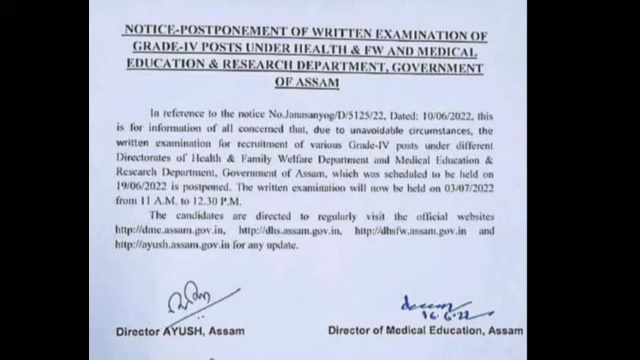 NOTICE-POSTPONEMENT OF WRITTEN EXAMINATION OF
GRADE-IV POSTS UNDER HEALTH & FW AND MEDICAL
EDUCATION & RESEARCH DEPARTMENT, GOVERNMENT
OF ASSAM
In reference to the notice No.Janasanyog/D/5125/22, Dated: 10/06/2022, this
is for information of all concerned that, due to unavoidable circumstances, the
written examination for recruitment of various Grade-IV posts under different
Directorates of Health & Family Welfare Department and Medical Education &
Research Department, Government of Assam, which was scheduled to be held on
19/06/2022 is postponed. The written examination will now be held on 03/07/2022
from 11 A.M. to 12.30 P.M.
The candidates are directed to regularly visit the official websites
http://dme.assam.gov.in, http://dhs.assam.gov.in, http://dhsfw.assam.gov.in and
http://ayush.assam.gov.in for any update.
16.6.22
Director AYUSH, Assam
Director of Medical Education, Assam